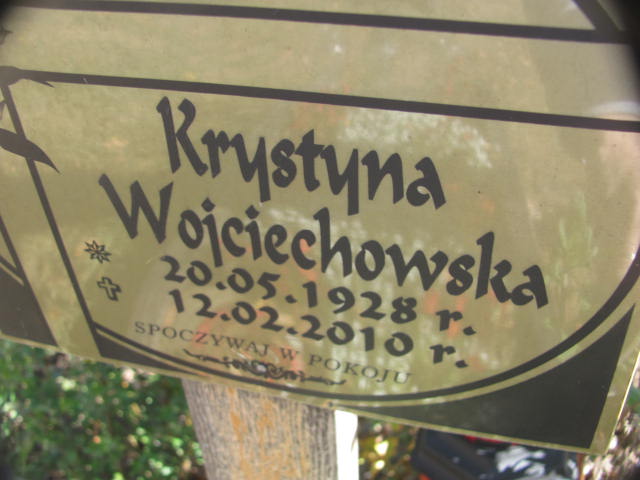 Krystyna
Wojciechowska
20.05.1928 r.
12.02.2010 r.
SPOCZYWAJ W POKOJU